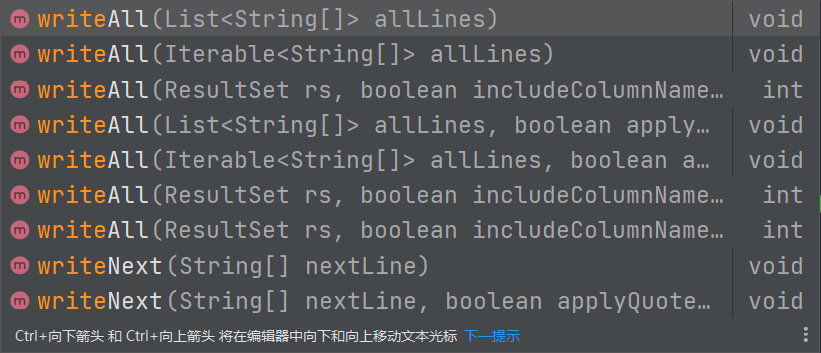 m writeAll(List<String[]> allLines) void
m writeAll(Iterable<String[]> allLines) void
m writeAll(ResultSet rs, boolean includeColumnName… int
m writeAll(List<String[]> allLines, boolean apply… void
m writeAll(Iterable<String[]> allLines, boolean a… void
m writeAll(ResultSet rs, boolean includeColumnName… int
m writeAll(ResultSet rs, boolean includeColumnName… int
m writeNext(String[] nextLine) void
m writeNext(String[] nextLine, boolean applyQuote… void
Ctrl+向下箭头 和 Ctrl+向上箭头 将在编辑器中向下和向上移动文本光标 下一提示